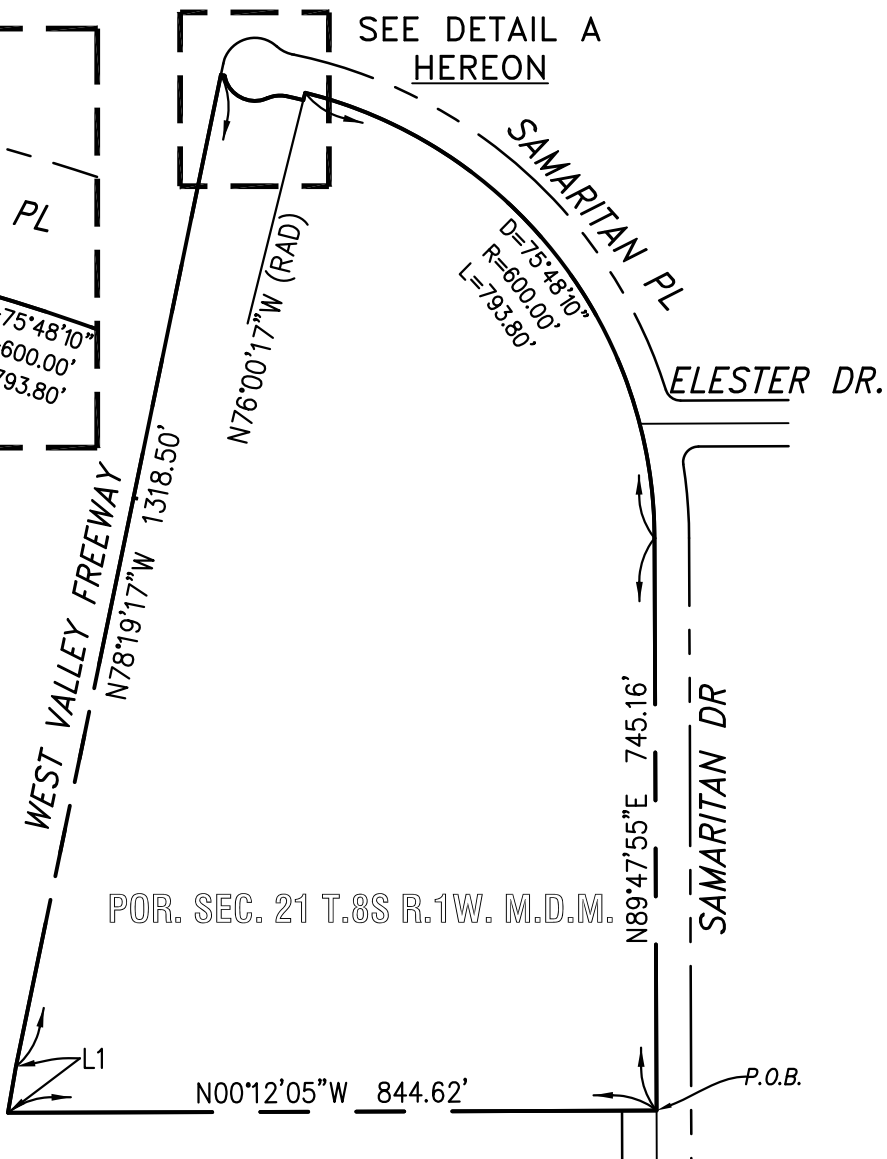 SEE DETAIL A
HEREON
PL
=75°48'10"
=600.00'
793.80'
SAMARITAN PL
D=75°48'10"
R=600.00'
L=793.80'
N76°00'17"W (RAD)
ELESTER DR.
WEST VALLEY FREEWAY
N78°19'17"W 1318.50'
N89°47'55"E 745.16'
SAMARITAN DR
POR. SEC. 21 T.8S R.1W. M.D.M.
L1
N00°12'05"W 844.62'
P.O.B.